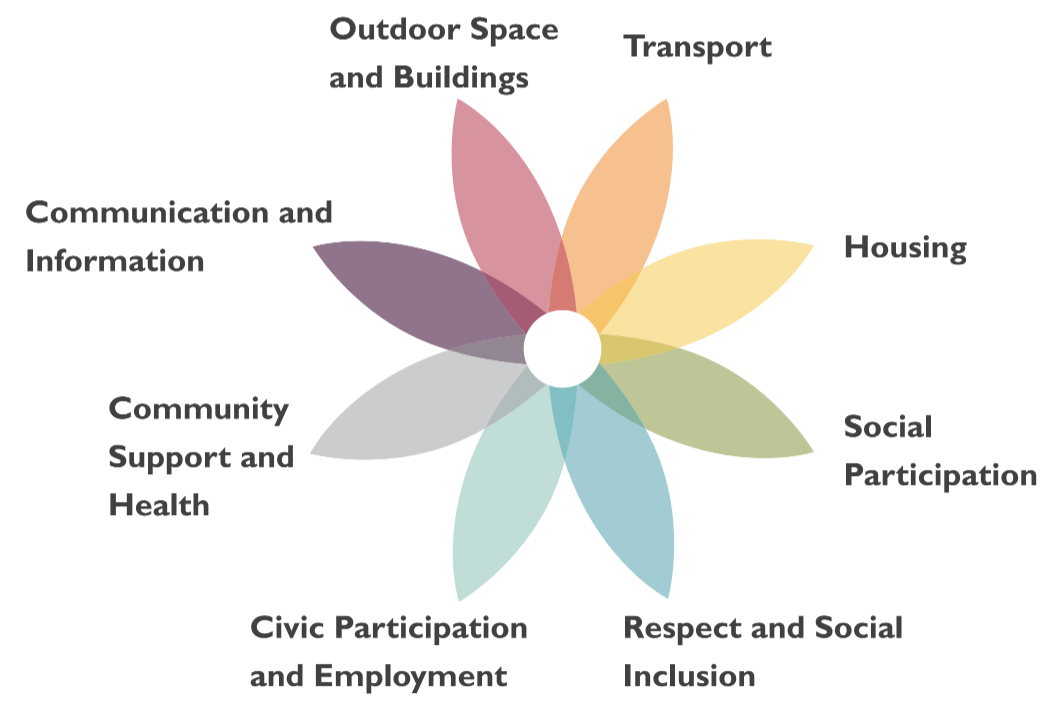 Outdoor Space
and Buildings
Transport
Communication and
Information
Housing
Community
Support and
Health
Social
Participation
Civic Participation
and Employment
Respect and Social
Inclusion